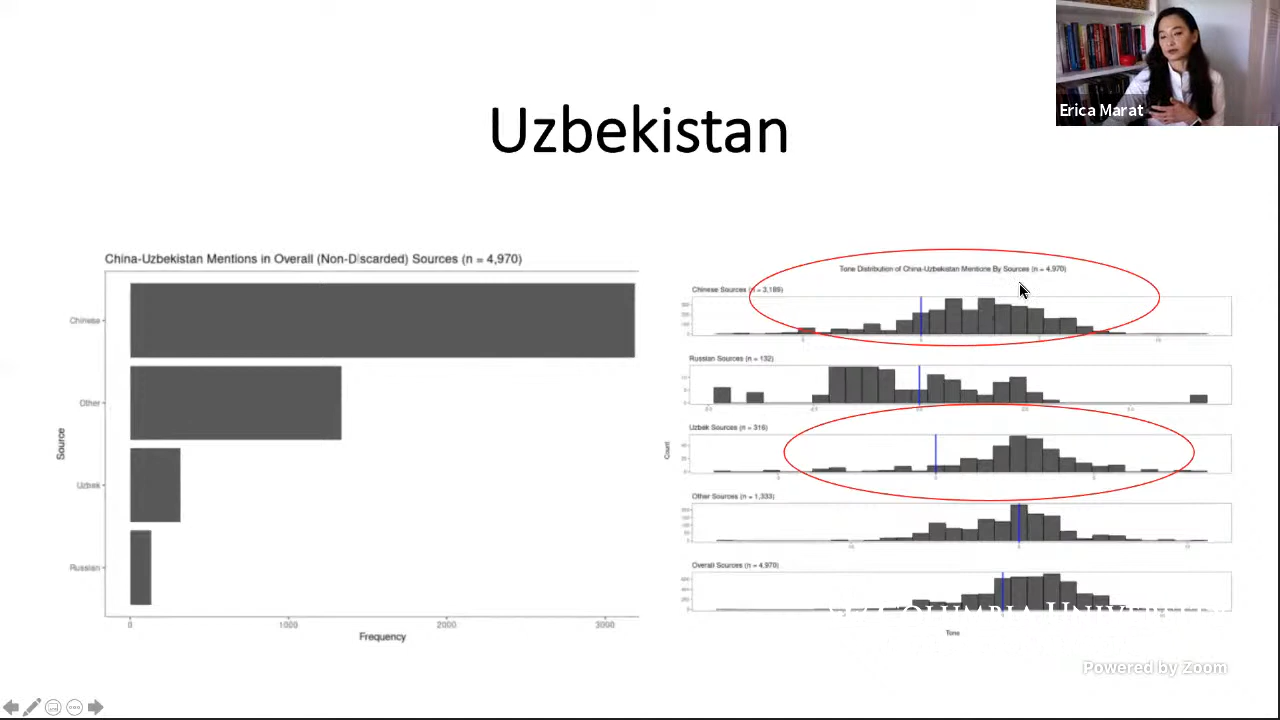 Erica Marat
Uzbekistan
China-Uzbekistan Mentions in Overall (Non-Discarded) Sources (n = 4,970)
Source
Chinese
Other
Uzbek
Russian
0
1000
2000
3000
Frequency
Tone Distribution of China-Uzbekistan Mentions By Sources (n = 4,970)
Chinese Sources (n = 3,189)
Russian Sources (n = 132)
Uzbek Sources (n = 316)
Count
Other Sources (n = 1,333)
Overall Sources (n = 4,970)
Tone
Powered by Zoom